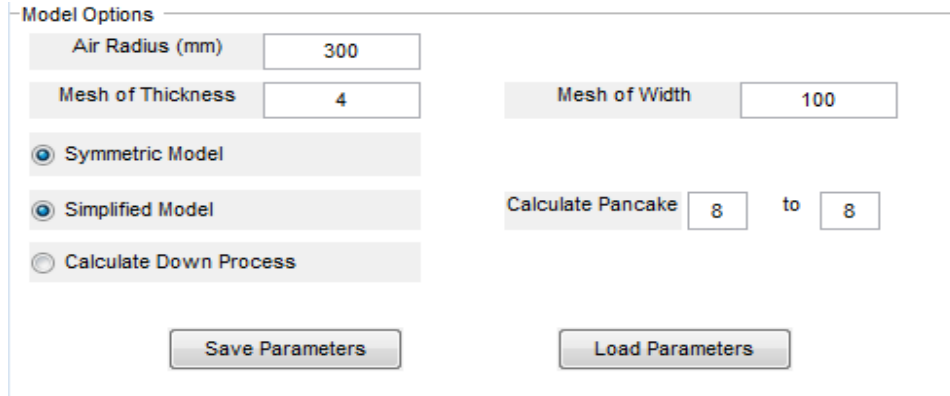 Model Options
Air Radius (mm) 300
Mesh of Thickness 4 Mesh of Width 100
Symmetric Model
Simplified Model Calculate Pancake 8 to 8
Calculate Down Process
Save Parameters Load Parameters